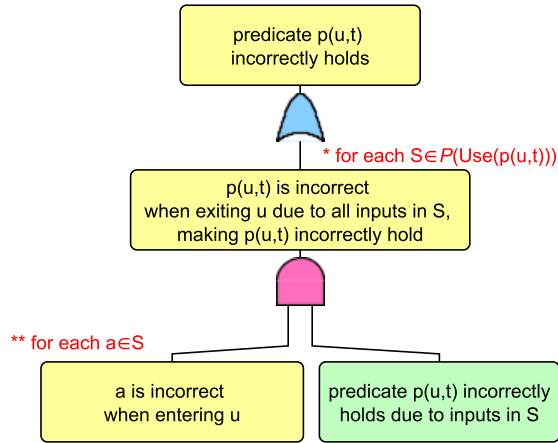 predicate p(u,t)
incorrectly holds
* for each S∈P(Use(p(u,t)))
p(u,t) is incorrect
when exiting u due to all inputs in S,
making p(u,t) incorrectly hold
** for each a∈S
a is incorrect
when entering u
predicate p(u,t) incorrectly
holds due to inputs in S